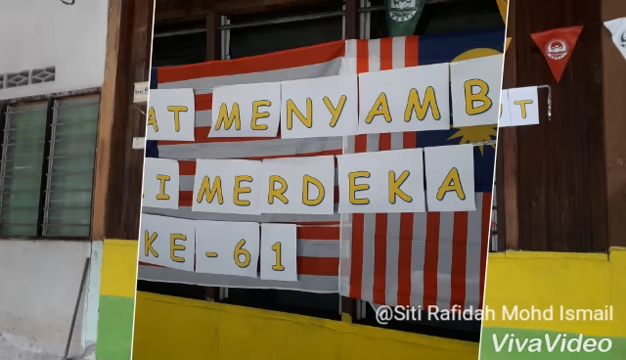 AT MENYAMB T
I MERDEKA
KE-61
@Siti Rafidah Mohd Ismail
VivaVideo